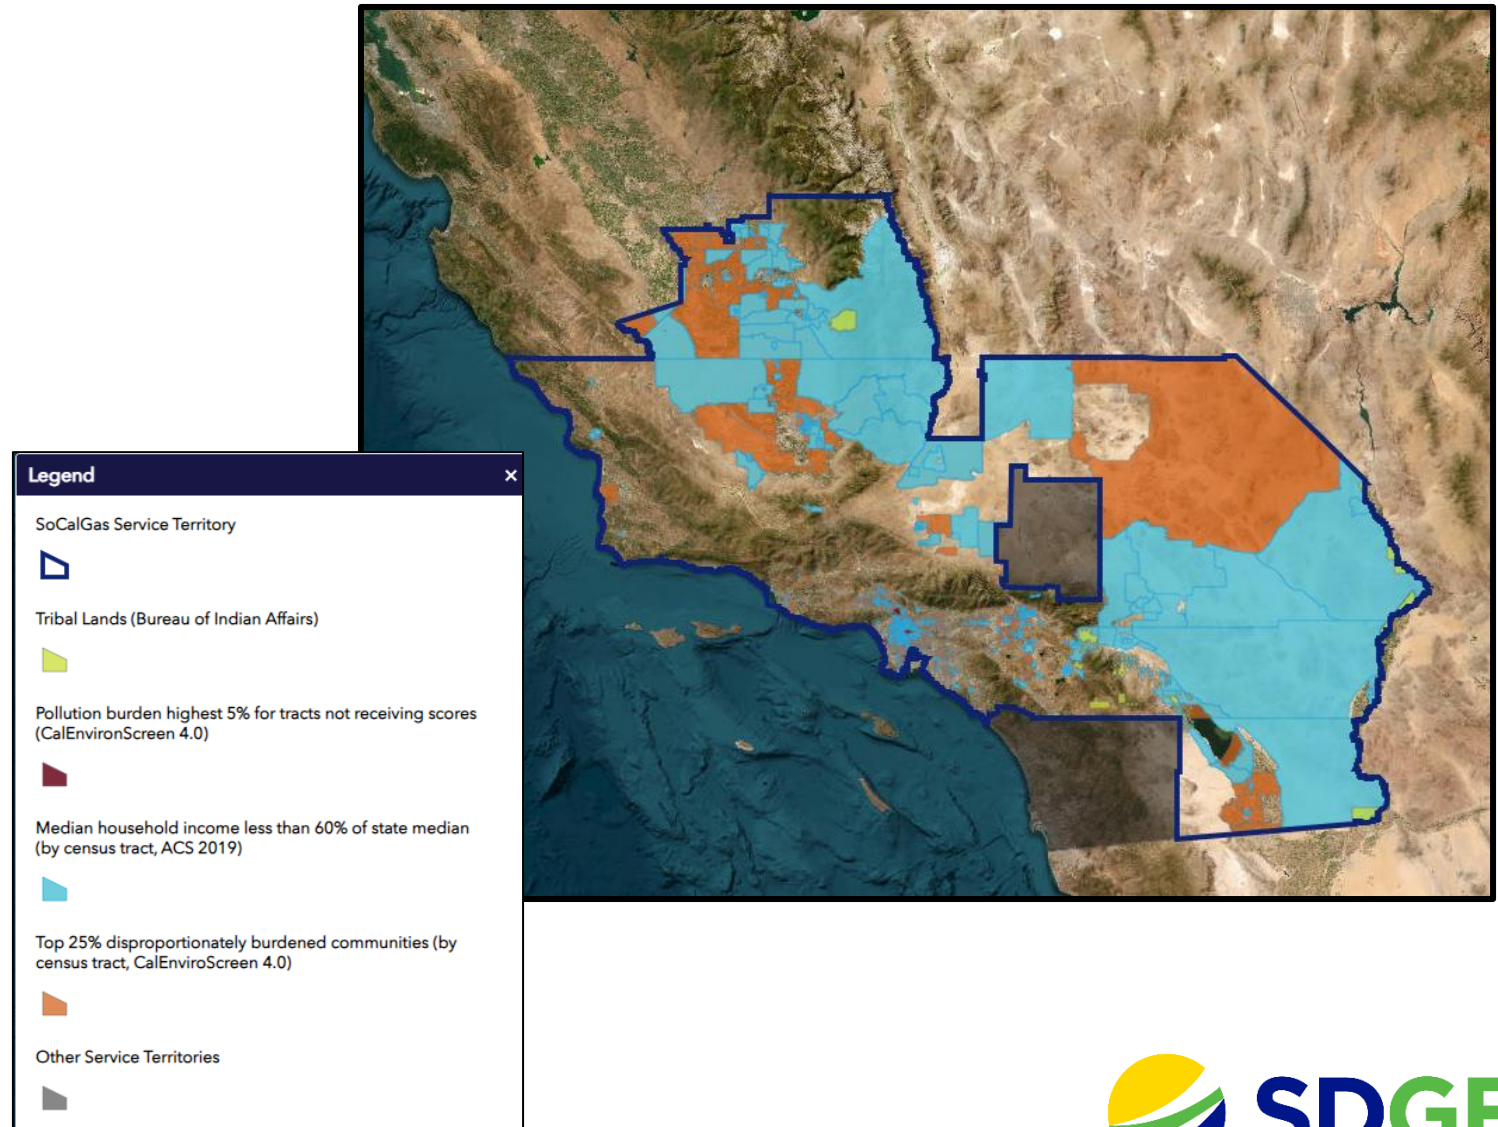 Legend ×
SoCalGas Service Territory
Tribal Lands (Bureau of Indian Affairs)
Pollution burden highest 5% for tracts not receiving scores
(CalEnvironScreen 4.0)
Median household income less than 60% of state median
(by census tract, ACS 2019)
Top 25% disproportionately burdened communities (by
census tract, CalEnviroScreen 4.0)
Other Service Territories
SDGE